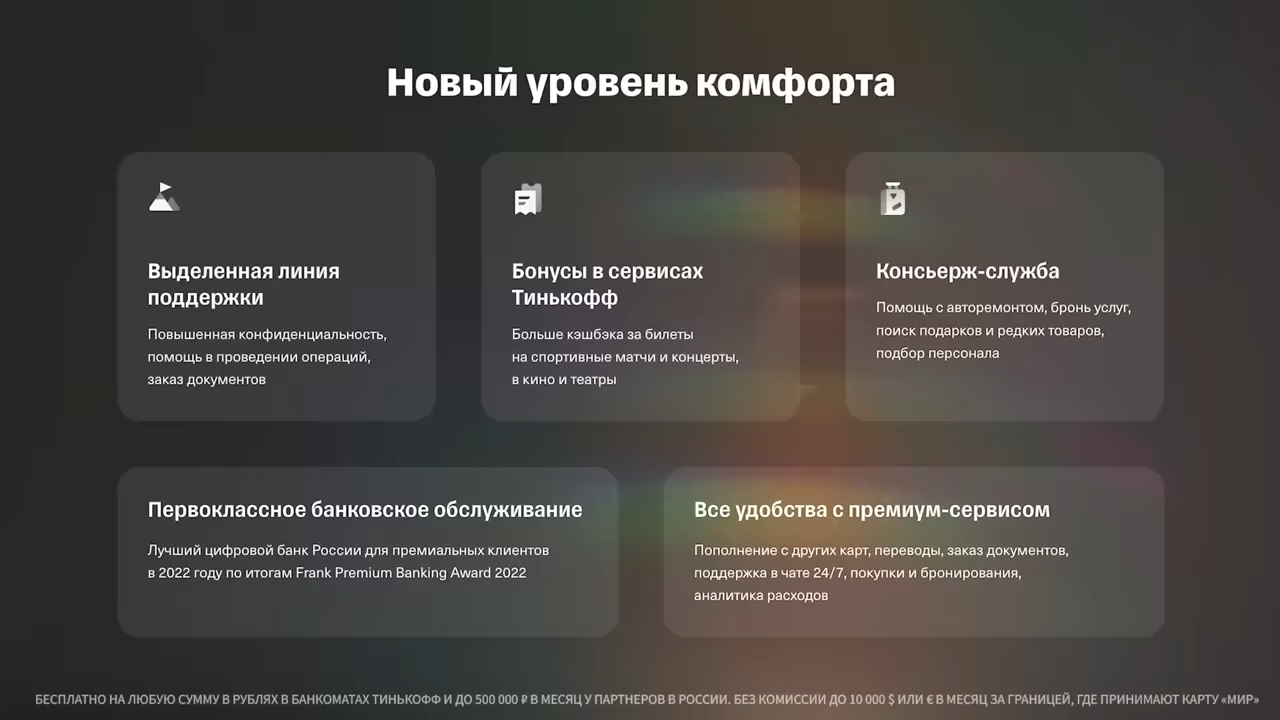 Новый уровень комфорта
Выделенная линия
поддержки
Повышенная конфиденциальность,
помощь в проведении операций,
заказ документов
Бонусы в сервисах
Тинькофф
Больше кэшбэка за билеты
на спортивные матчи и концерты,
в кино и театры
Консьерж-служба
Помощь с авторемонтом, бронь услуг,
поиск подарков и редких товаров,
подбор персонала
Первоклассное банковское обслуживание
Лучший цифровой банк России для премиальных клиентов
в 2022 году по итогам Frank Premium Banking Award 2022
Все удобства с премиум-сервисом
Пополнение с других карт, переводы, заказ документов,
поддержка в чате 24/7, покупки и бронирования,
аналитика расходов
БЕСПЛАТНО НА ЛЮБУЮ СУММУ В РУБЛЯХ В БАНКОМАТАХ ТИНЬКОФФ И ДО 500 000 ₽ В МЕСЯЦ У ПАРТНЕРОВ В РОССИИ. БЕЗ КОМИССИИ ДО 10 000 $ ИЛИ € В МЕСЯЦ ЗА ГРАНИЦЕЙ, ГДЕ ПРИНИМАЮТ КАРТУ «МИР»